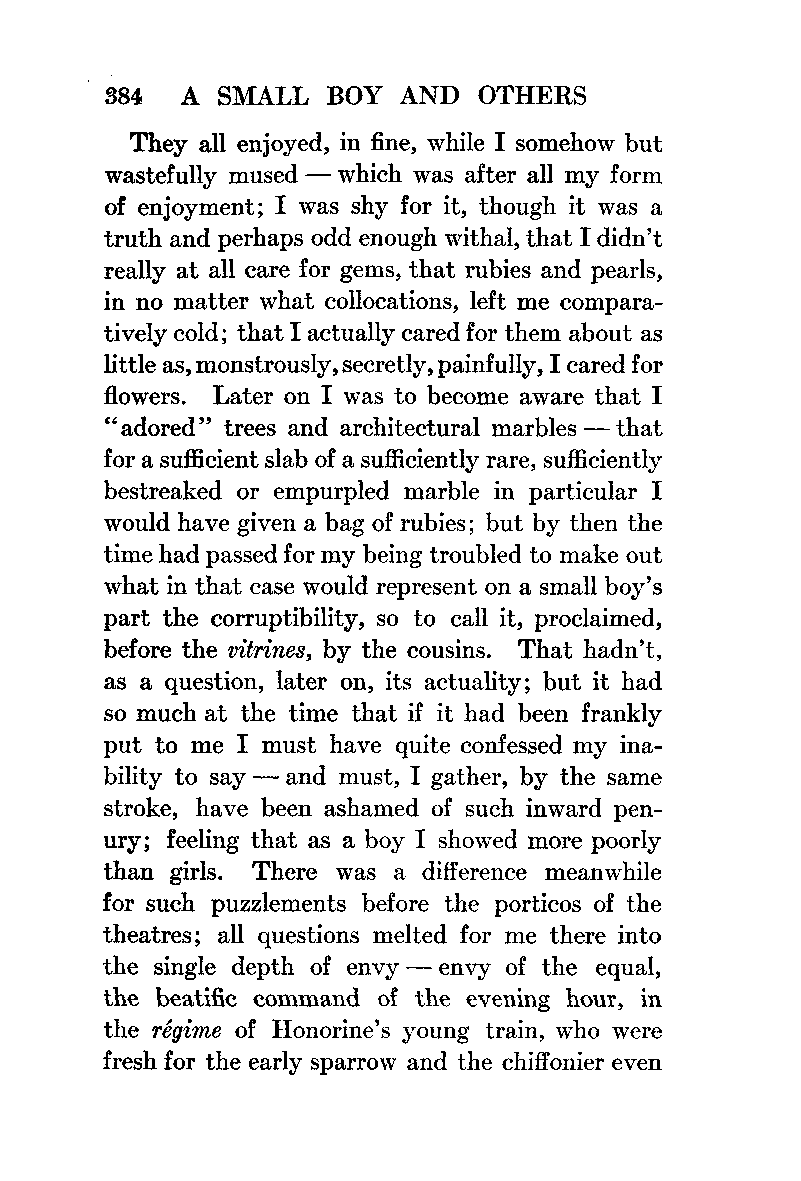 384 A SMALL BOY AND OTHERS
They all enjoyed, in fine, while I somehow but
wastefully mused — which was after all my form
of enjoyment; I was shy for it, though it was a
truth and perhaps odd enough withal, that I didn't
really at all care for gems, that rubies and pearls,
in no matter what collocations, left me compara-
tively cold; that I actually cared for them about as
little as, monstrously, secretly, painfully, I cared for
flowers. Later on I was to become aware that I
"adored" trees and architectural marbles — that
for a sufficient slab of a sufficiently rare, sufficiently
bestreaked or empurpled marble in particular I
would have given a bag of rubies; but by then the
time had passed for my being troubled to make out
what in that case would represent on a small boy's
part the corruptibility, so to call it, proclaimed,
before the vitrines, by the cousins. That hadn't,
as a question, later on, its actuality; but it had
so much at the time that if it had been frankly
put to me I must have quite confessed my ina-
bility to say — and must, I gather, by the same
stroke, have been ashamed of such inward pen-
ury; feeling that as a boy I showed more poorly
than girls. There was a difference meanwhile
for such puzzlements before the porticos of the
theatres; all questions melted for me there into
the single depth of envy — envy of the equal,
the beatific command of the evening hour, in
the régime of Honorine's young train, who were
fresh for the early sparrow and the chiffonier even